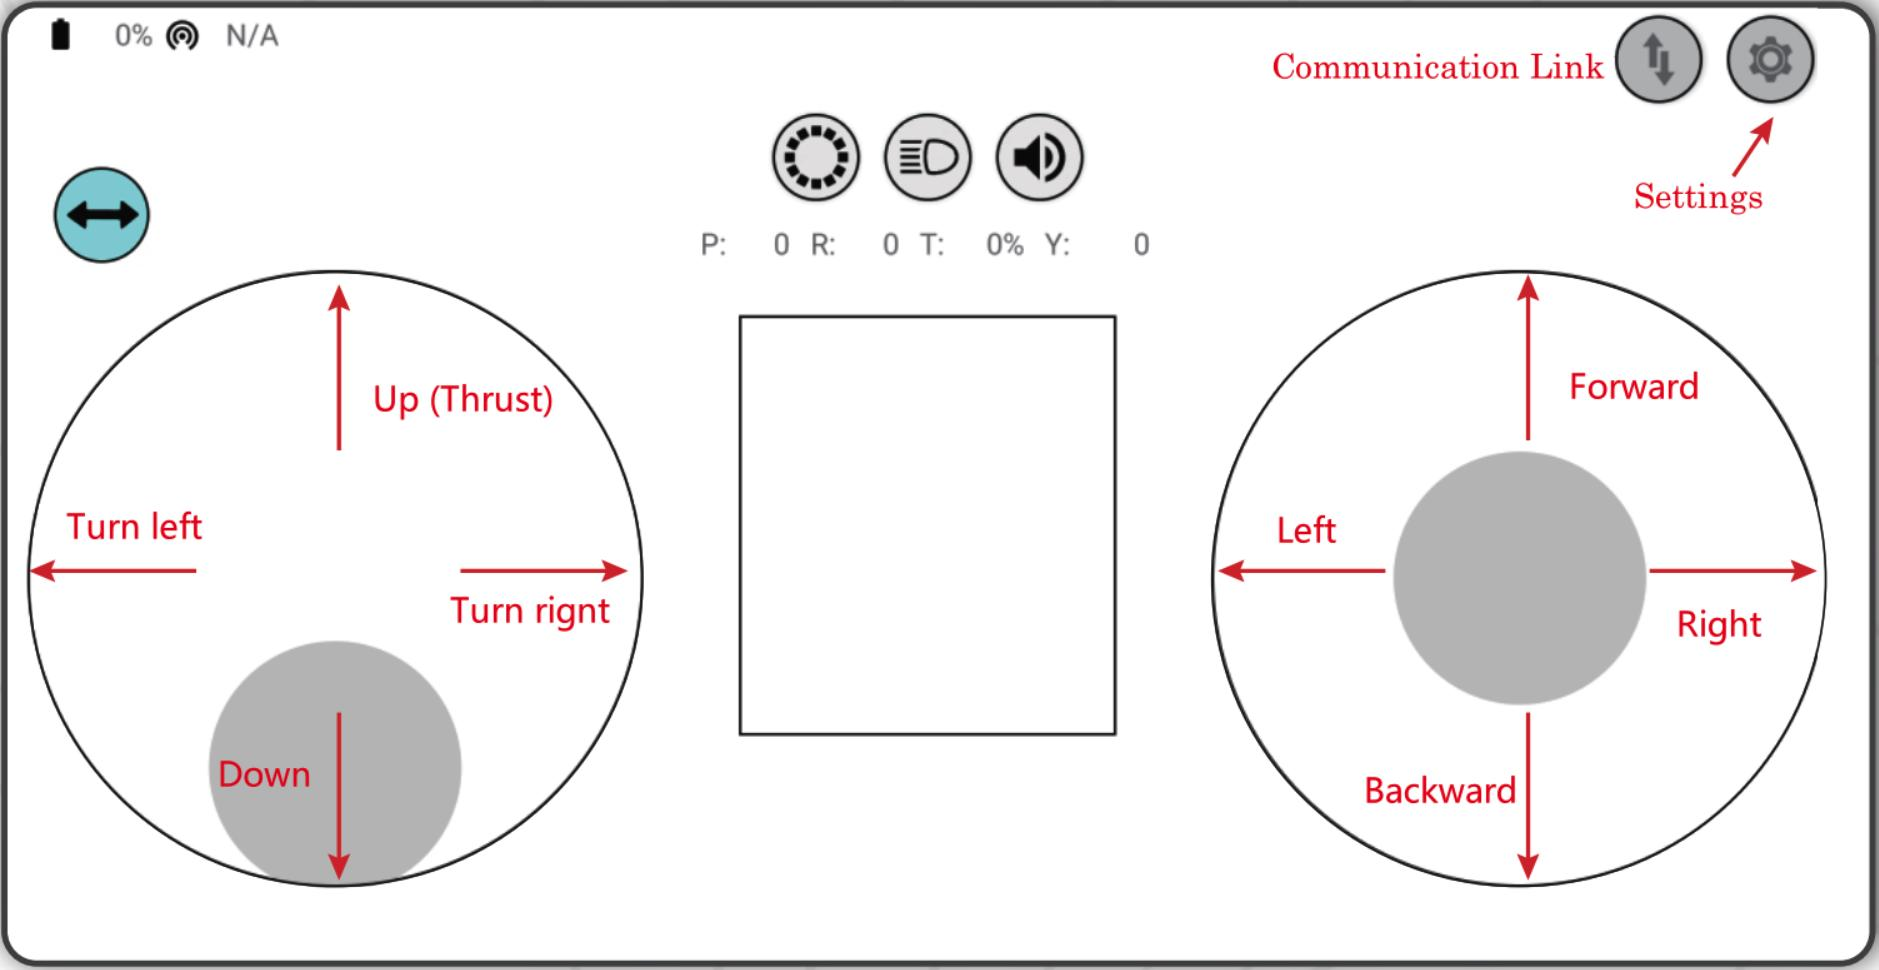 0% N/A
Communication Link
Settings
P: 0 R: 0 T: 0% Y: 0
Up (Thrust)
Forward
Turn left
Left
Turn rignt
Right
Down
Backward